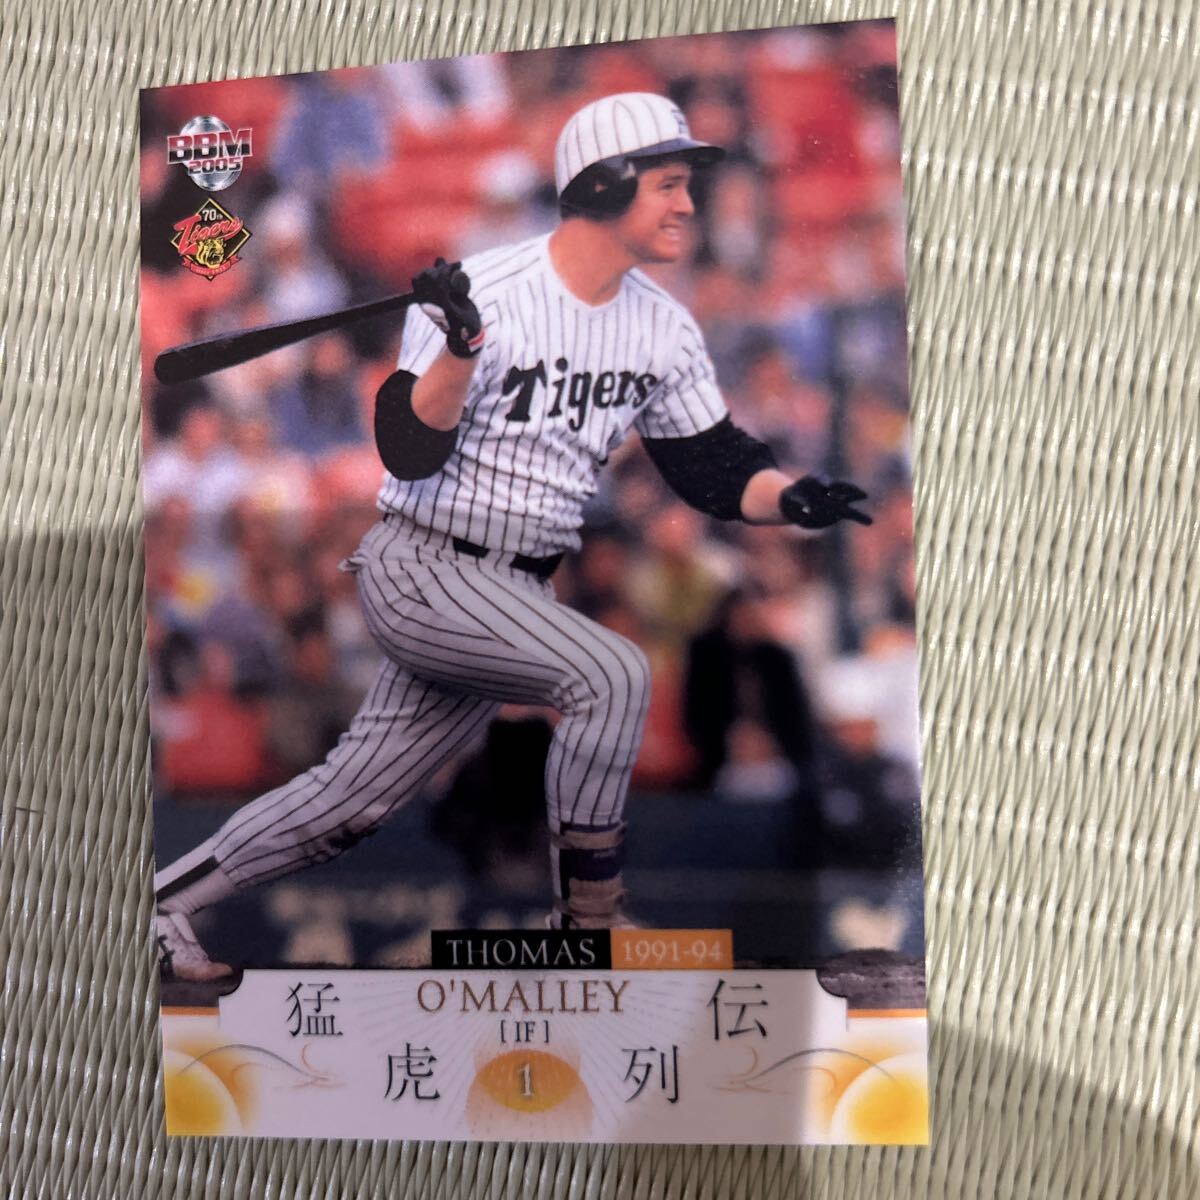 BBM
2005
70th
Tigers
Tigers
THOMAS 1991-94
O'MALLEY
[IF]
1
猛虎列伝